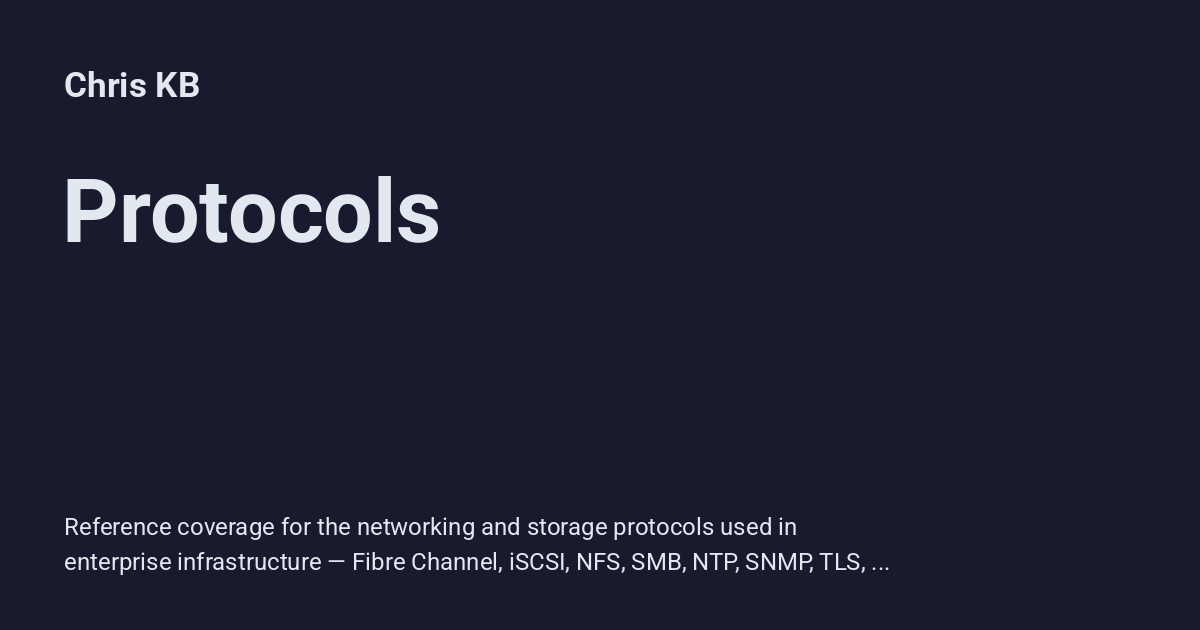 Chris KB
Protocols
Reference coverage for the networking and storage protocols used in
enterprise infrastructure — Fibre Channel, iSCSI, NFS, SMB, NTP, SNMP, TLS, ...